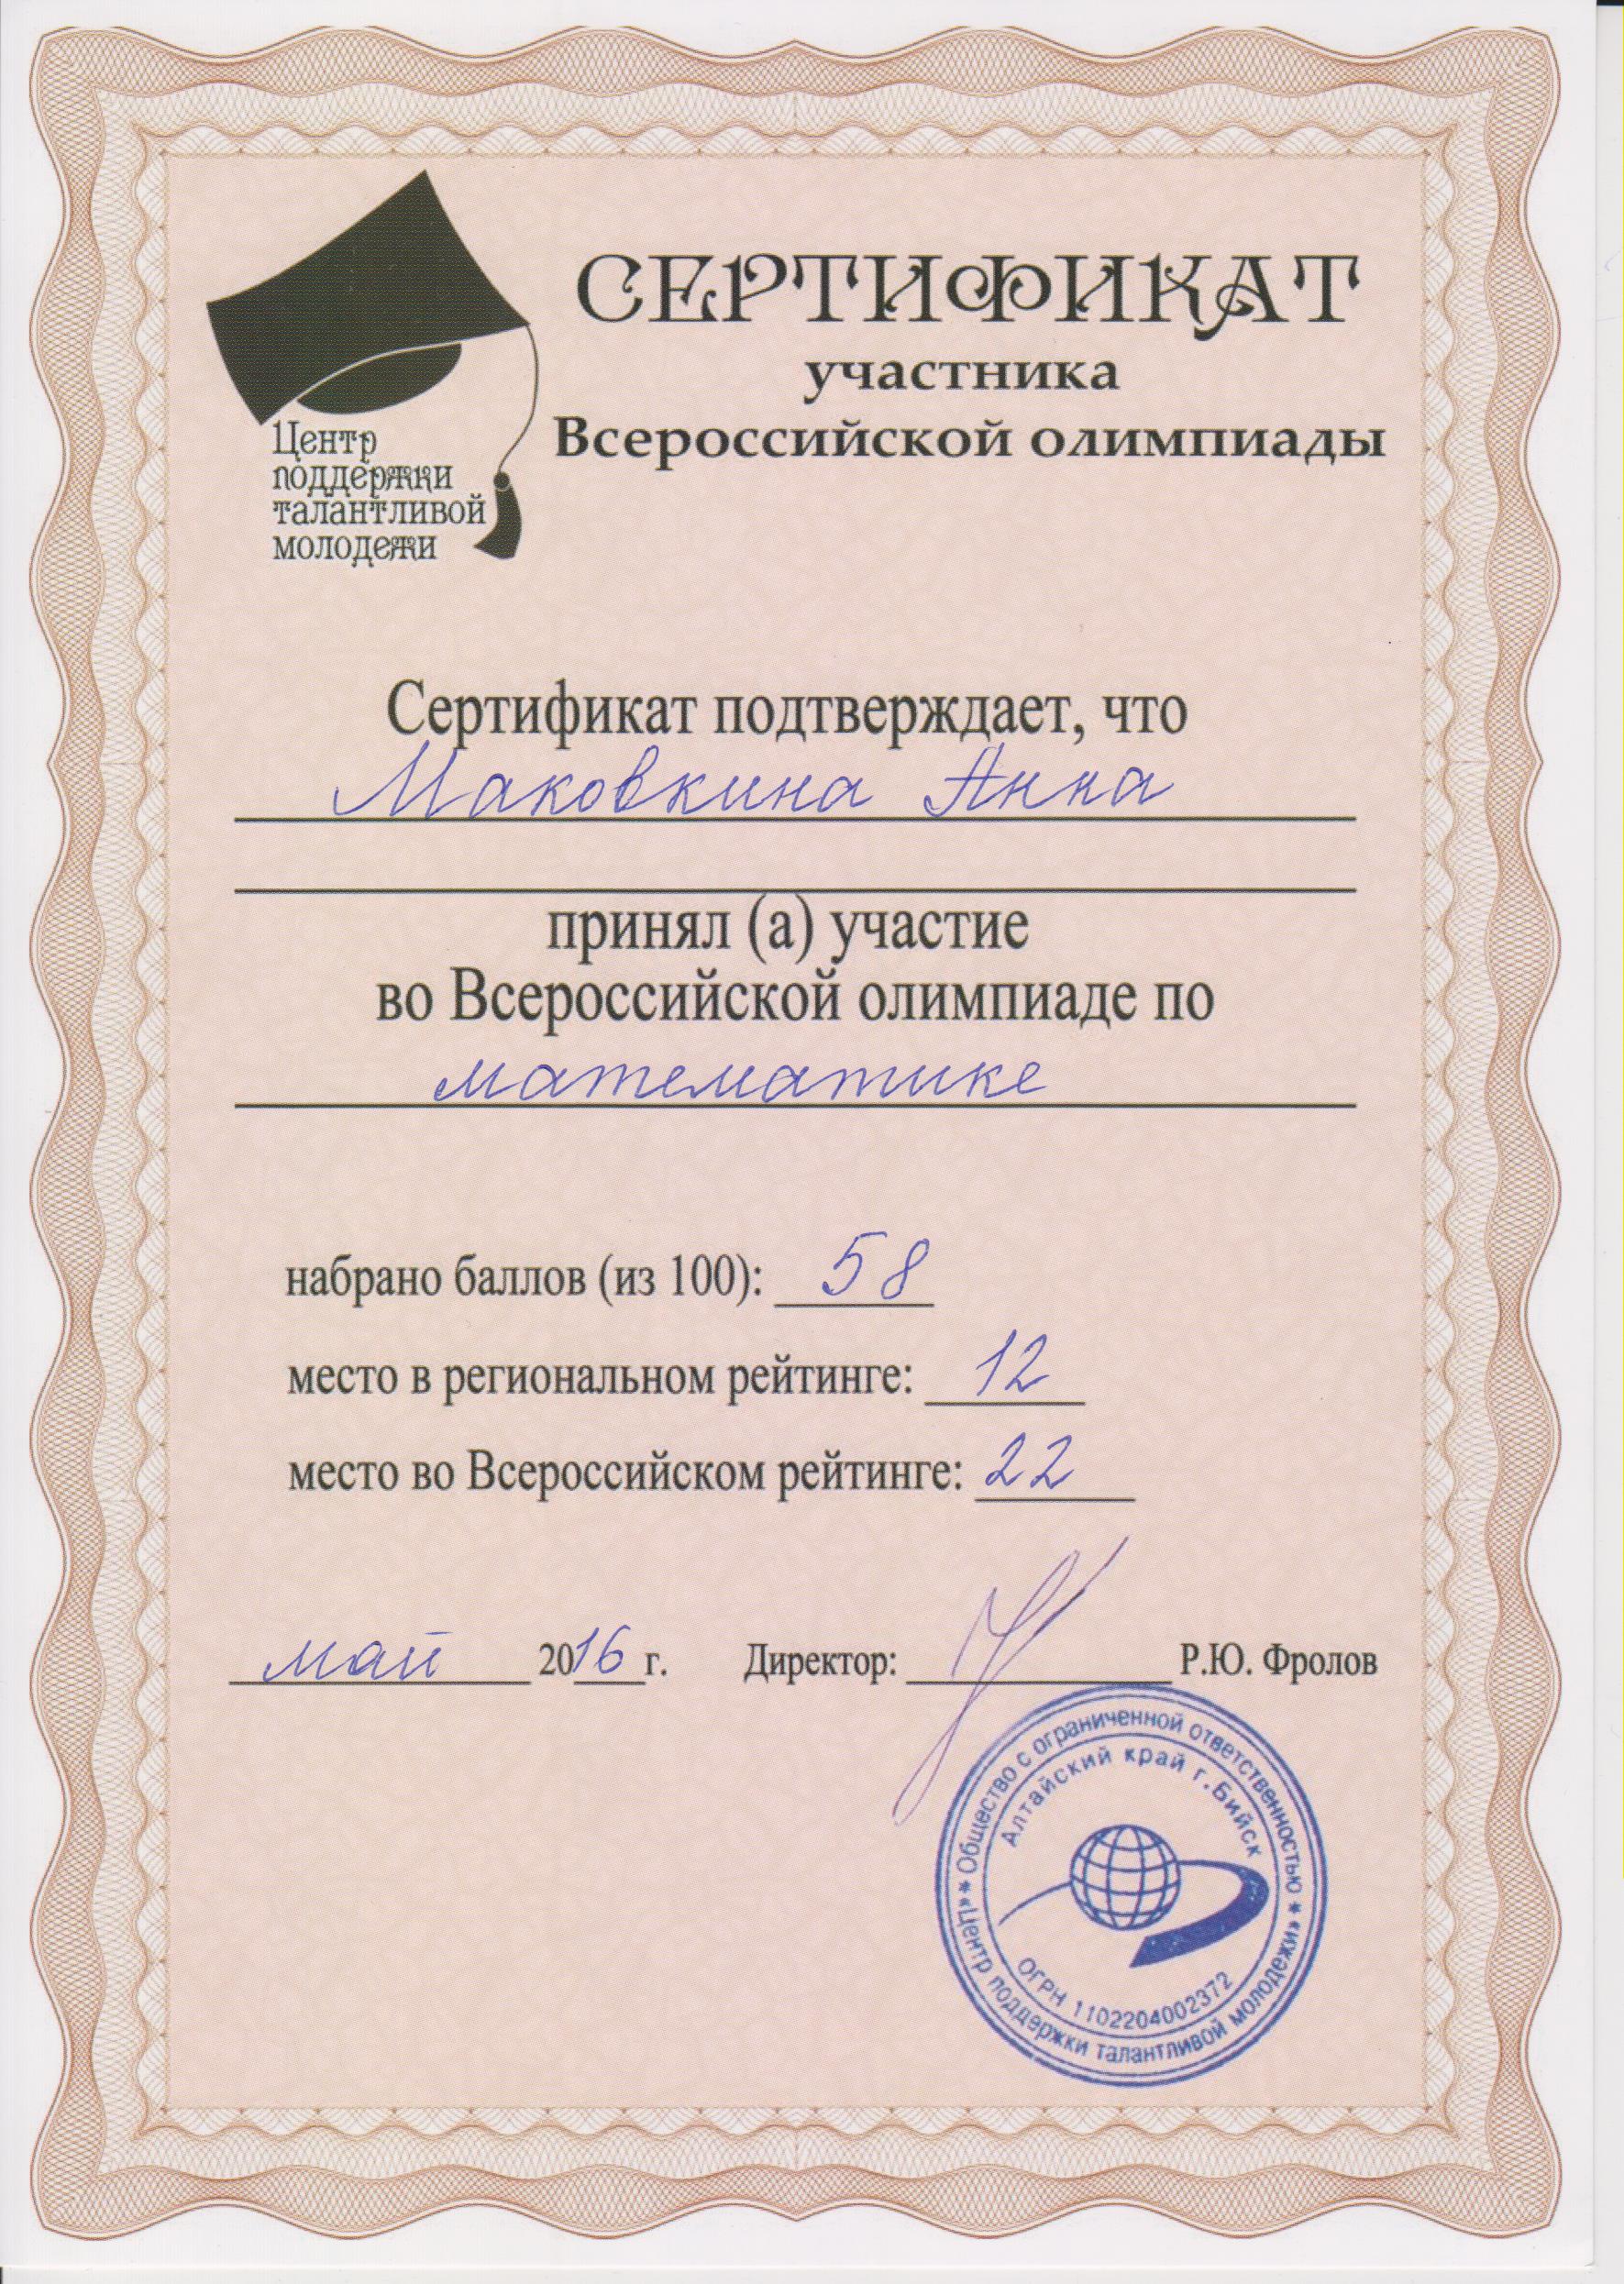 СЕРТИФИКАТ
участника
Всероссийской олимпиады
Центр
поддержки
талантливой
молодежи
Сертификат подтверждает, что
Маковкина Анна
принял (а) участие
во Всероссийской олимпиаде по
математике
набрано баллов (из 100): 58
место в региональном рейтинге: 12
место во Всероссийском рейтинге: 22
май 2016 г. Директор: Р.Ю. Фролов
Общество с ограниченной ответственностью * «Центр поддержки талантливой молодежи» *
Алтайский край г.Бийск
ОГРН 1102204002372